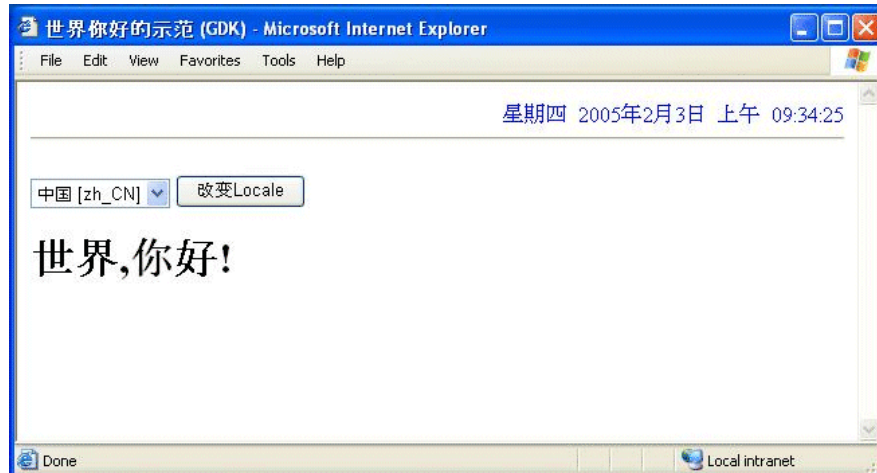 世界你好的示范 (GDK) - Microsoft Internet Explorer
File Edit View Favorites Tools Help
星期四 2005年2月3日 上午 09:34:25
中国 [zh_CN] 改变Locale
世界,你好!
Done Local intranet